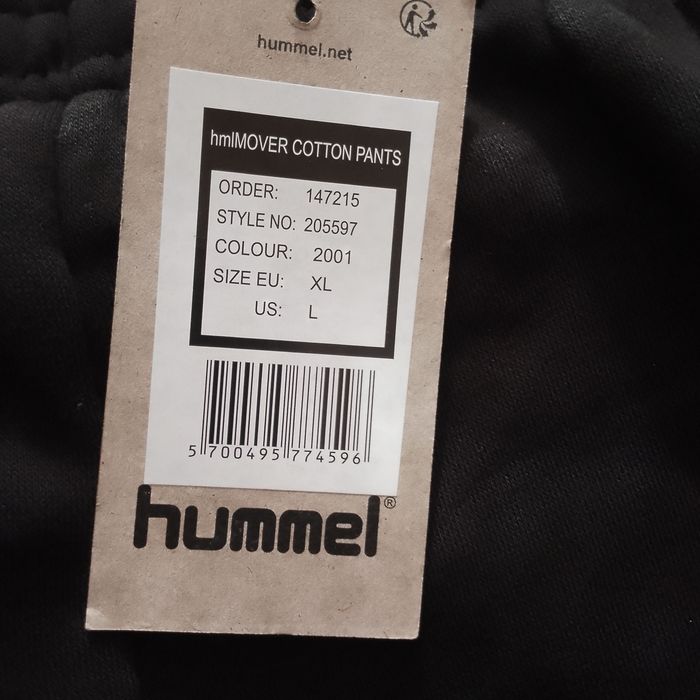 hummel.net
hmlMOVER COTTON PANTS
ORDER: 147215
STYLE NO: 205597
COLOUR: 2001
SIZE EU: XL
US: L
5 700495 774596
hummel®